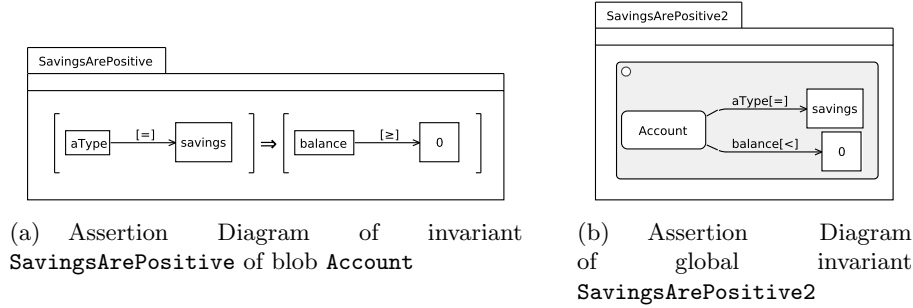 SavingsArePositive
aType
[=]
savings
⇒
balance
[≥]
0
(a) Assertion Diagram of invariant
SavingsArePositive of blob Account
SavingsArePositive2
Account
aType[=]
savings
balance[<]
0
(b) Assertion Diagram
of global invariant
SavingsArePositive2